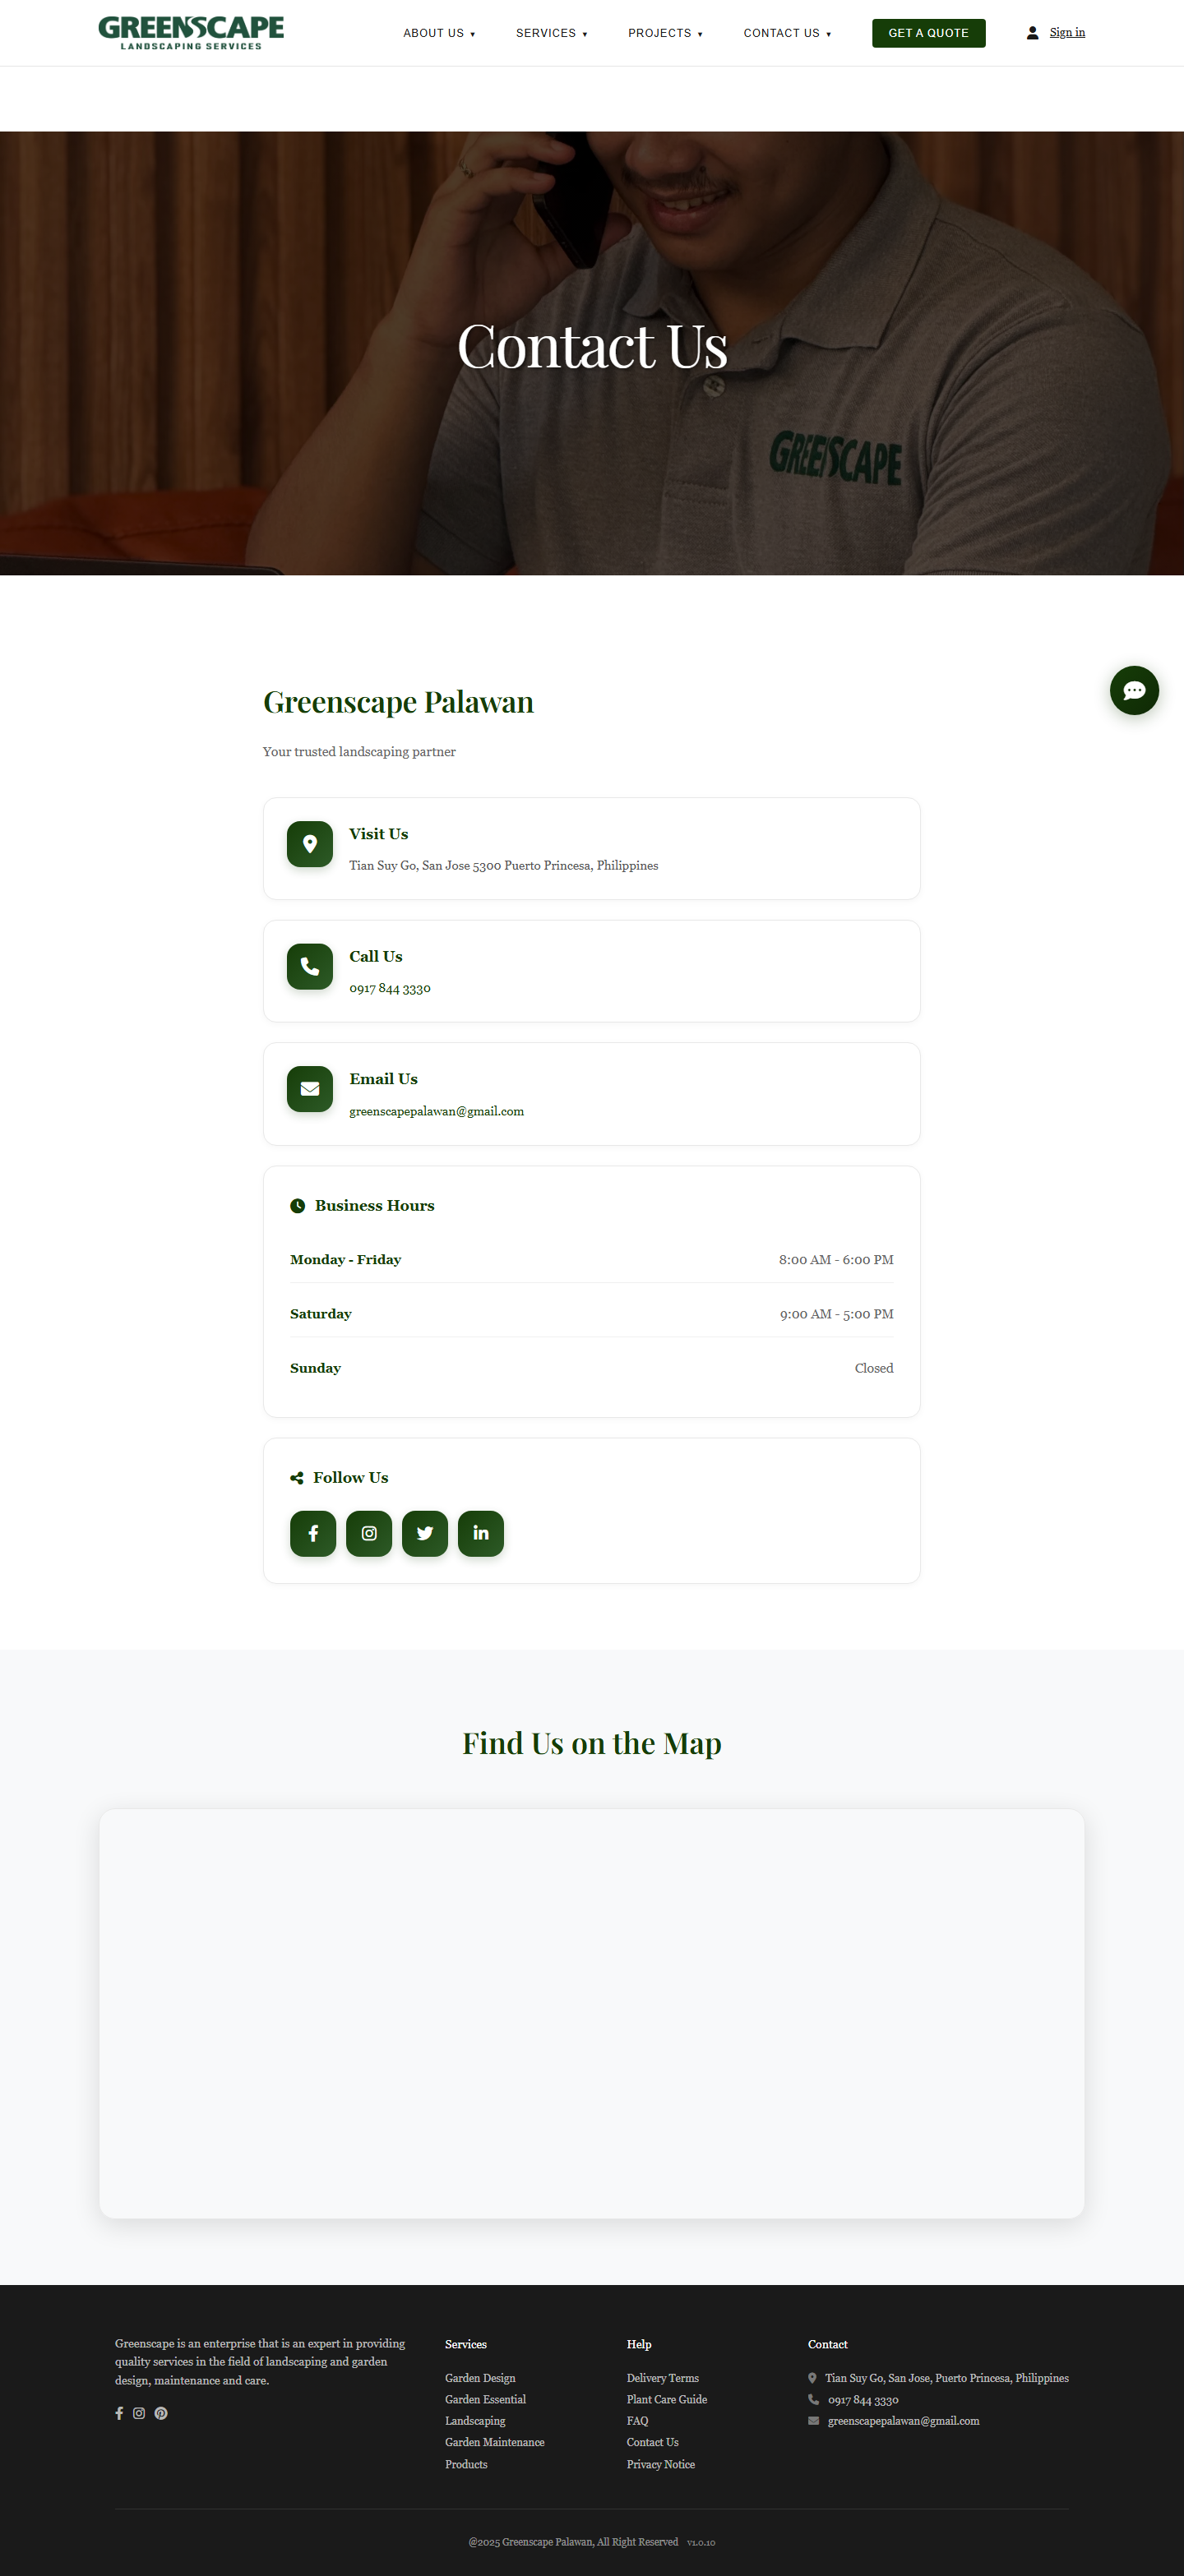 GREENSCAPE
LANDSCAPING SERVICES
ABOUT US ▾
SERVICES ▾
PROJECTS ▾
CONTACT US ▾
GET A QUOTE
Sign in
Contact Us
GREENSCAPE
Greenscape Palawan
Your trusted landscaping partner
Visit Us
Tian Suy Go, San Jose 5300 Puerto Princesa, Philippines
Call Us
0917 844 3330
Email Us
greenscapepalawan@gmail.com
Business Hours
Monday - Friday 8:00 AM - 6:00 PM
Saturday 9:00 AM - 5:00 PM
Sunday Closed
Follow Us
Find Us on the Map
Greenscape is an enterprise that is an expert in providing
quality services in the field of landscaping and garden
design, maintenance and care.
Services
Garden Design
Garden Essential
Landscaping
Garden Maintenance
Products
Help
Delivery Terms
Plant Care Guide
FAQ
Contact Us
Privacy Notice
Contact
Tian Suy Go, San Jose, Puerto Princesa, Philippines
0917 844 3330
greenscapepalawan@gmail.com
@2025 Greenscape Palawan, All Right Reserved v1.0.10